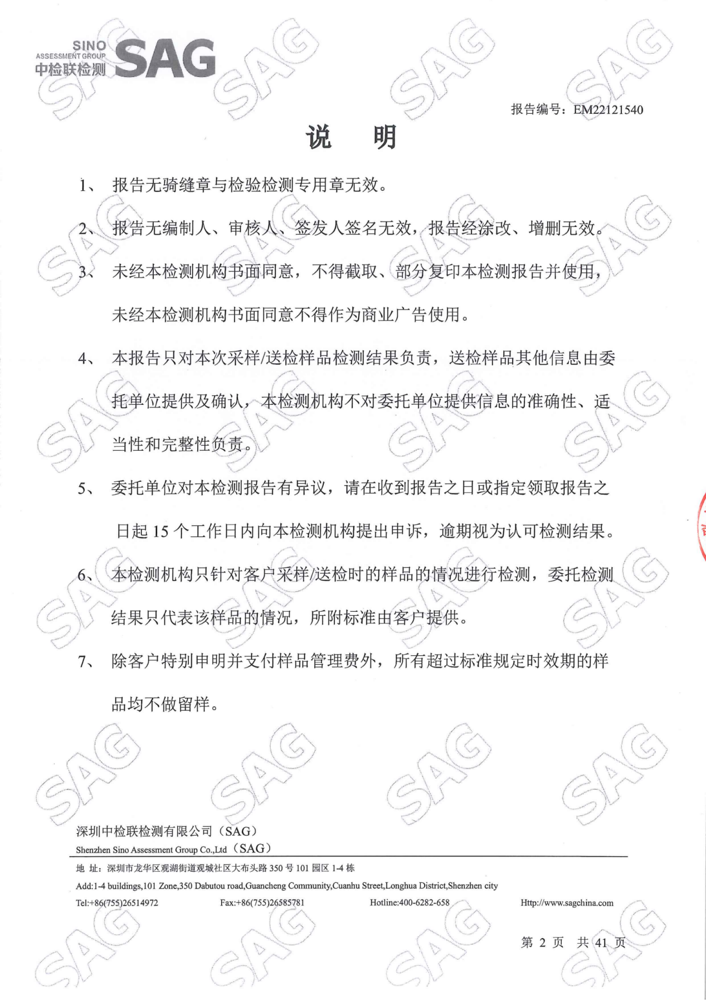 SINO
ASSESSMENT GROUP
中检联检测
SAG
报告编号：EM22121540
说 明
1、 报告无骑缝章与检验检测专用章无效。
2、 报告无编制人、审核人、签发人签名无效，报告经涂改、增删无效。
3、 未经本检测机构书面同意，不得截取、部分复印本检测报告并使用，
未经本检测机构书面同意不得作为商业广告使用。
4、 本报告只对本次采样/送检样品检测结果负责，送检样品其他信息由委
托单位提供及确认，本检测机构不对委托单位提供信息的准确性、适
当性和完整性负责。
5、 委托单位对本检测报告有异议，请在收到报告之日或指定领取报告之
日起 15 个工作日内向本检测机构提出申诉，逾期视为认可检测结果。
6、 本检测机构只针对客户采样/送检时的样品的情况进行检测，委托检测
结果只代表该样品的情况，所附标准由客户提供。
7、 除客户特别申明并支付样品管理费外，所有超过标准规定时效期的样
品均不做留样。
深圳中检联检测有限公司（SAG）
Shenzhen Sino Assessment Group Co.,Ltd（SAG）
地 址：深圳市龙华区观湖街道观城社区大布头路 350 号 101 园区 1-4 栋
Add:1-4 buildings,101 Zone,350 Dabutou road,Guancheng Community,Cuanhu Street,Longhua District,Shenzhen city
Tel:+86(755)26514972 Fax:+86(755)26585781 Hotline:400-6282-658 Http://www.sagchina.com
第 2 页 共 41 页